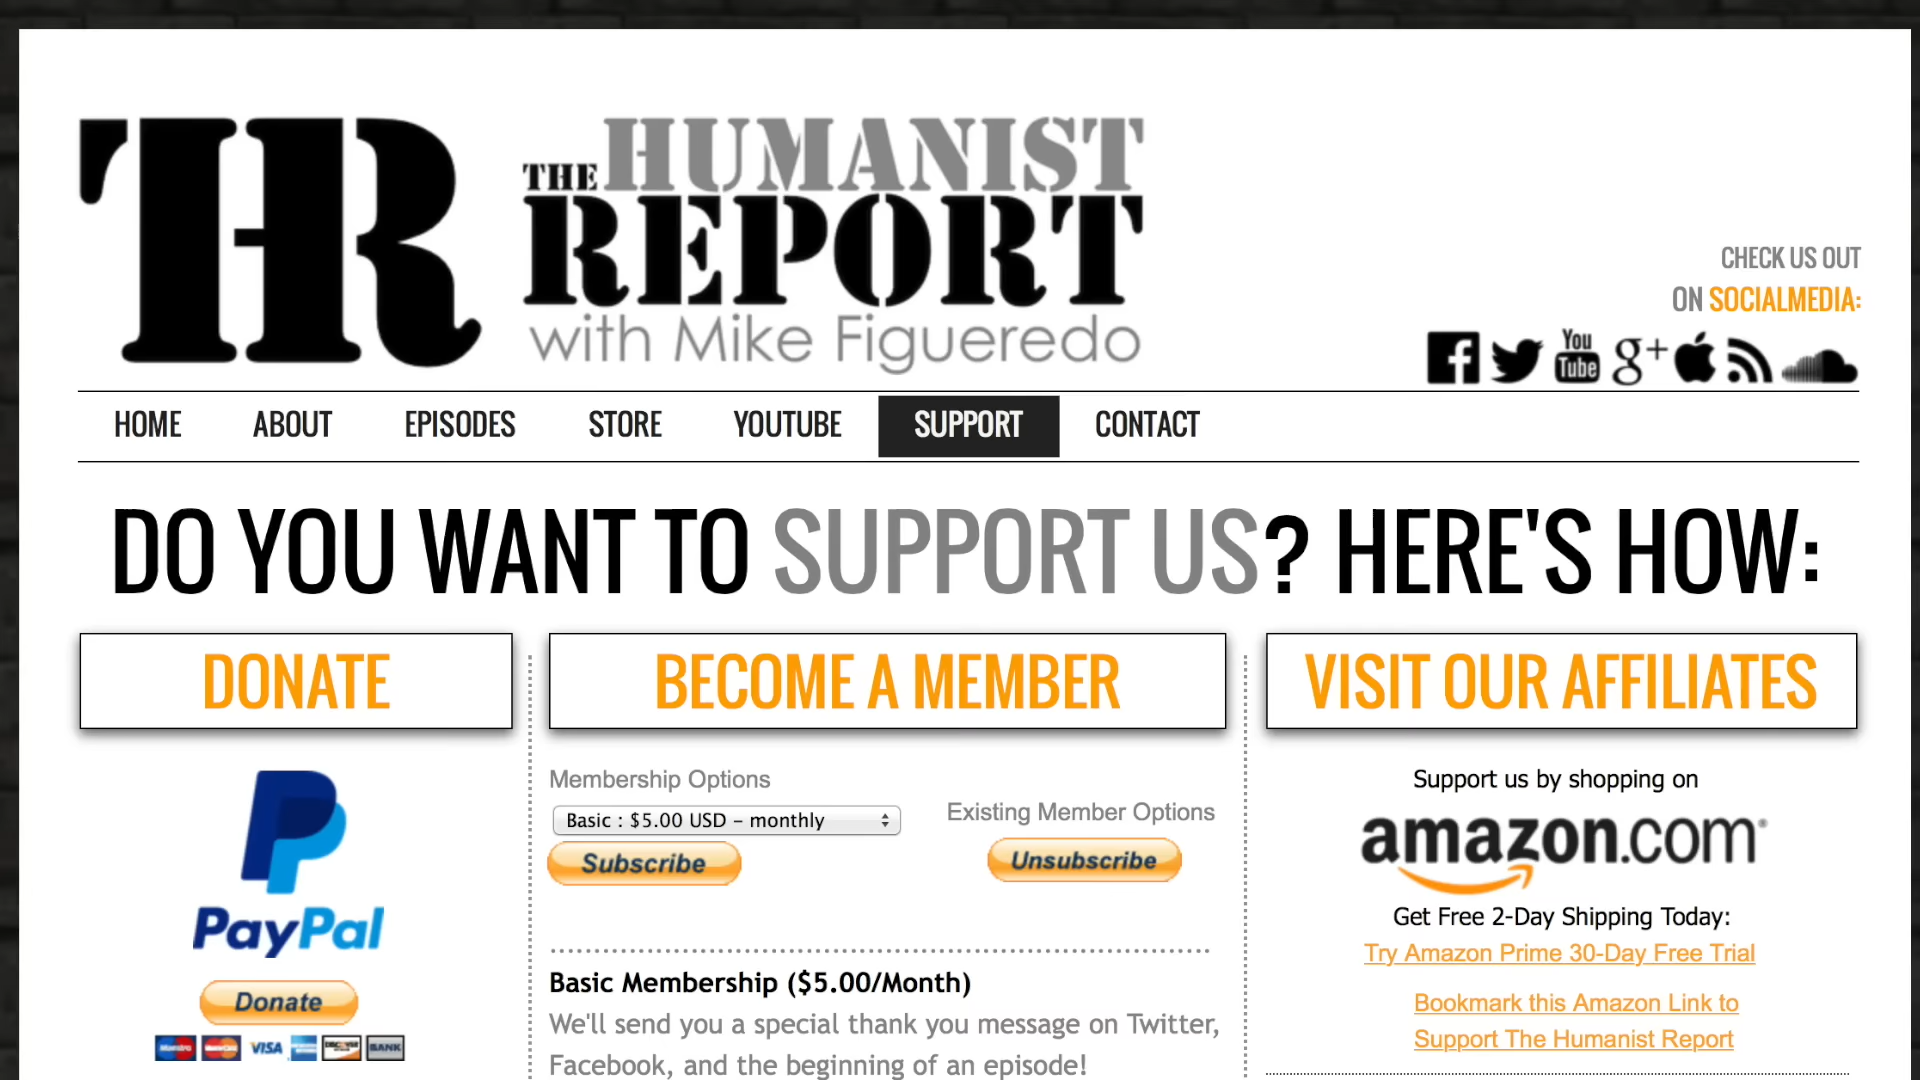 THR
THE HUMANIST
REPORT
with Mike Figueredo
CHECK US OUT
ON SOCIALMEDIA:
You
Tube
g+
HOME ABOUT EPISODES STORE YOUTUBE SUPPORT CONTACT
DO YOU WANT TO SUPPORT US? HERE'S HOW:
DONATE
PayPal
Donate
Maestro MasterCard VISA DISCOVER BANK
BECOME A MEMBER
Membership Options
Basic : $5.00 USD – monthly
Subscribe
Existing Member Options
Unsubscribe
Basic Membership ($5.00/Month)
We'll send you a special thank you message on Twitter,
Facebook, and the beginning of an episode!
VISIT OUR AFFILIATES
Support us by shopping on
amazon.com®
Get Free 2-Day Shipping Today:
Try Amazon Prime 30-Day Free Trial
Bookmark this Amazon Link to
Support The Humanist Report